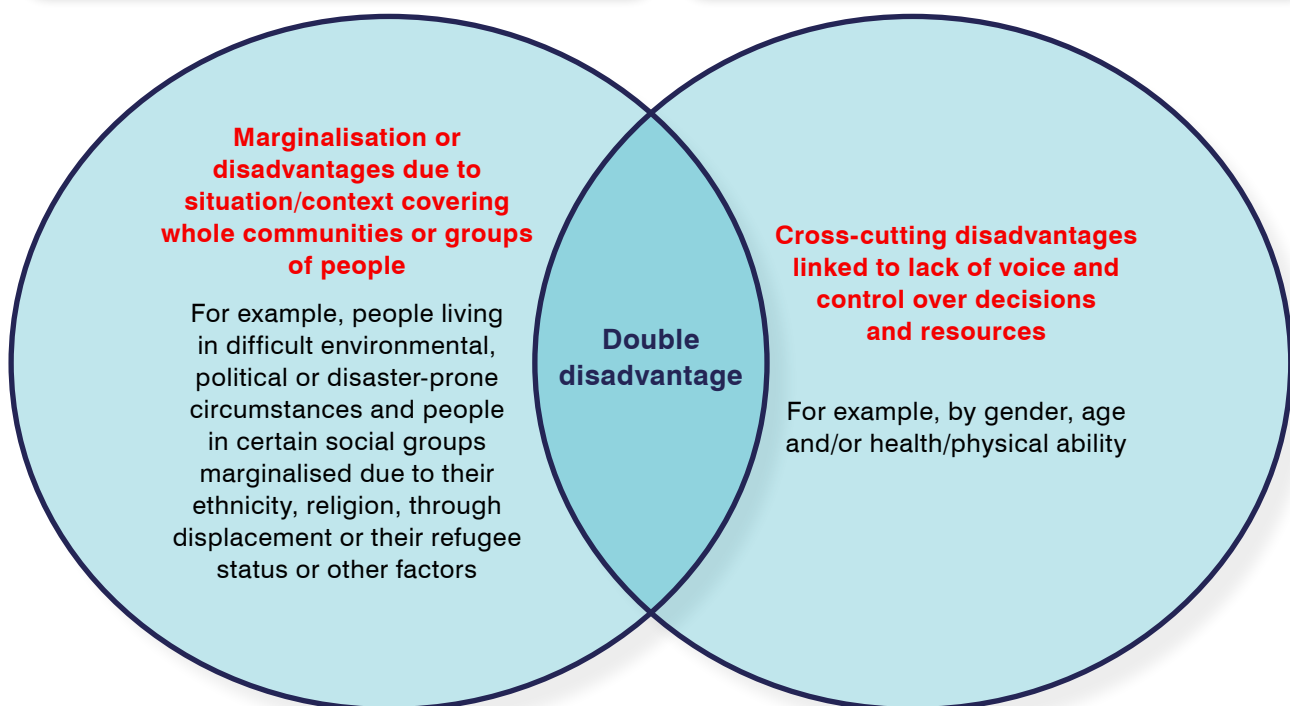 Marginalisation or
disadvantages due to
situation/context covering
whole communities or groups
of people
For example, people living
in difficult environmental,
political or disaster-prone
circumstances and people
in certain social groups
marginalised due to their
ethnicity, religion, through
displacement or their refugee
status or other factors
Double
disadvantage
Cross-cutting disadvantages
linked to lack of voice and
control over decisions
and resources
For example, by gender, age
and/or health/physical ability